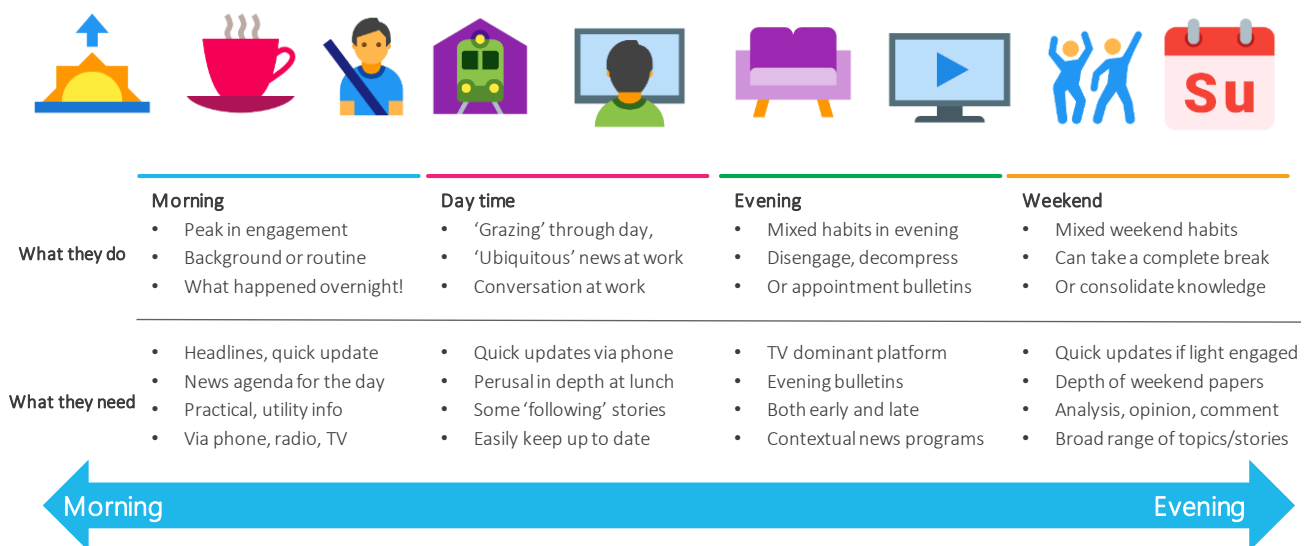 Su
Morning
• Peak in engagement
• Background or routine
• What happened overnight!
Day time
• ‘Grazing’ through day,
• ‘Ubiquitous’ news at work
• Conversation at work
Evening
• Mixed habits in evening
• Disengage, decompress
• Or appointment bulletins
Weekend
• Mixed weekend habits
• Can take a complete break
• Or consolidate knowledge
What they do
• Headlines, quick update
• News agenda for the day
• Practical, utility info
• Via phone, radio, TV
• Quick updates via phone
• Perusal in depth at lunch
• Some ‘following’ stories
• Easily keep up to date
• TV dominant platform
• Evening bulletins
• Both early and late
• Contextual news programs
• Quick updates if light engaged
• Depth of weekend papers
• Analysis, opinion, comment
• Broad range of topics/stories
What they need
Morning
Evening